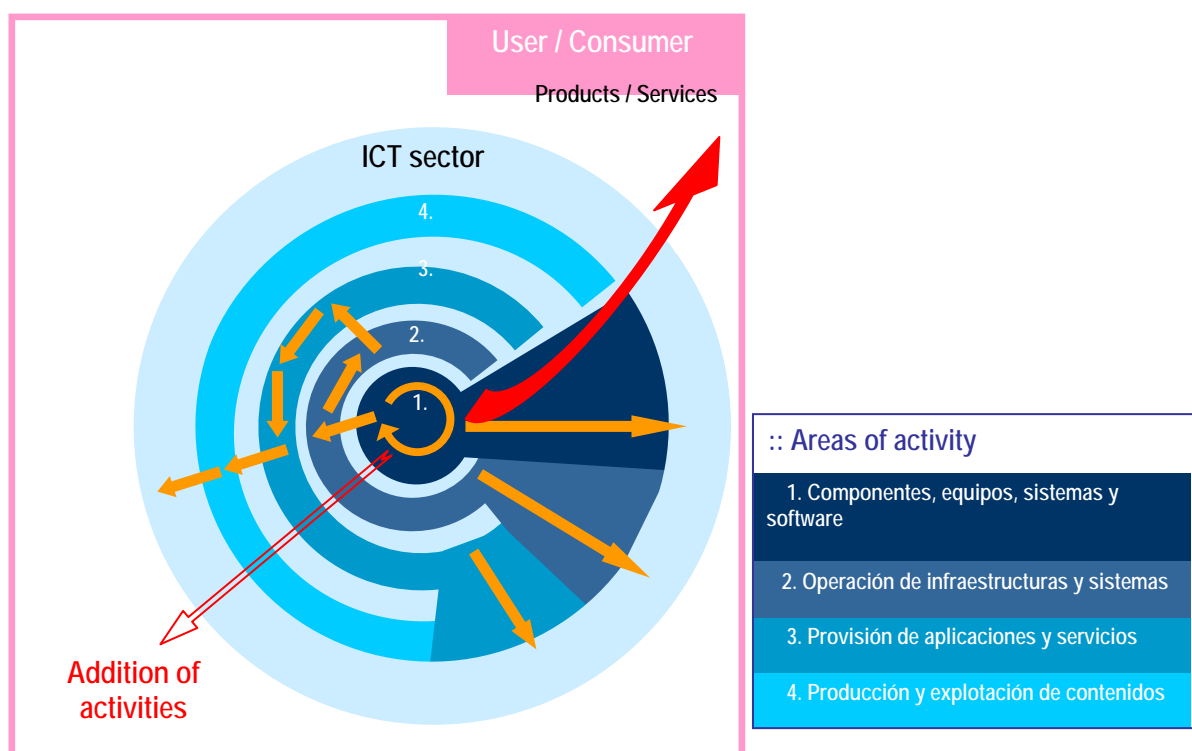 User / Consumer
Products / Services
ICT sector
4.
3.
2.
1.
Addition of
activities
:: Areas of activity
1. Componentes, equipos, sistemas y
software
2. Operación de infraestructuras y sistemas
3. Provisión de aplicaciones y servicios
4. Producción y explotación de contenidos